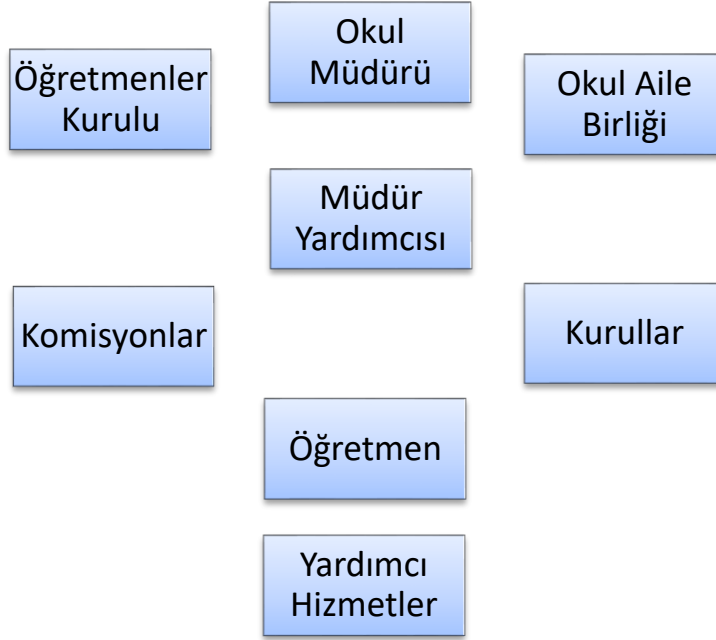 Okul
Müdürü
Öğretmenler
Kurulu
Okul Aile
Birliği
Müdür
Yardımcısı
Komisyonlar
Kurullar
Öğretmen
Yardımcı
Hizmetler